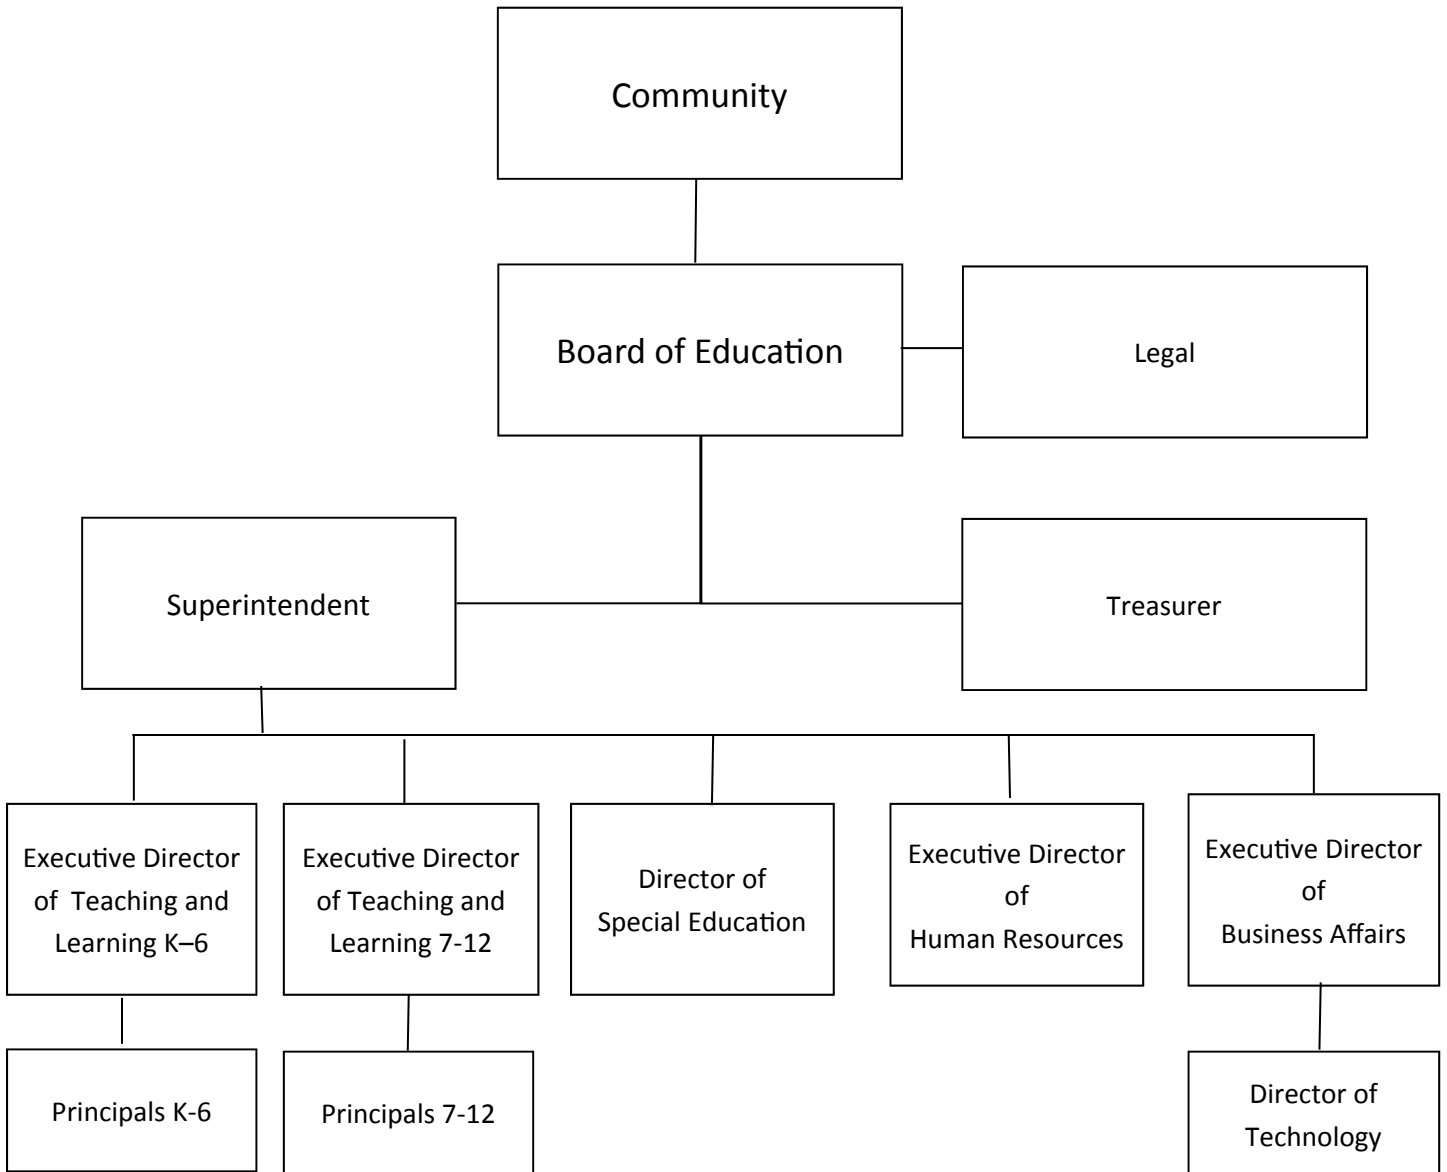 Community
Board of Education
Legal
Superintendent
Treasurer
Executive Director
of  Teaching and
Learning K–6
Executive Director
of Teaching and
Learning 7-12
Director of
Special Education
Executive Director
of
Human Resources
Executive Director
of
Business Affairs
Principals K-6
Principals 7-12
Director of
Technology